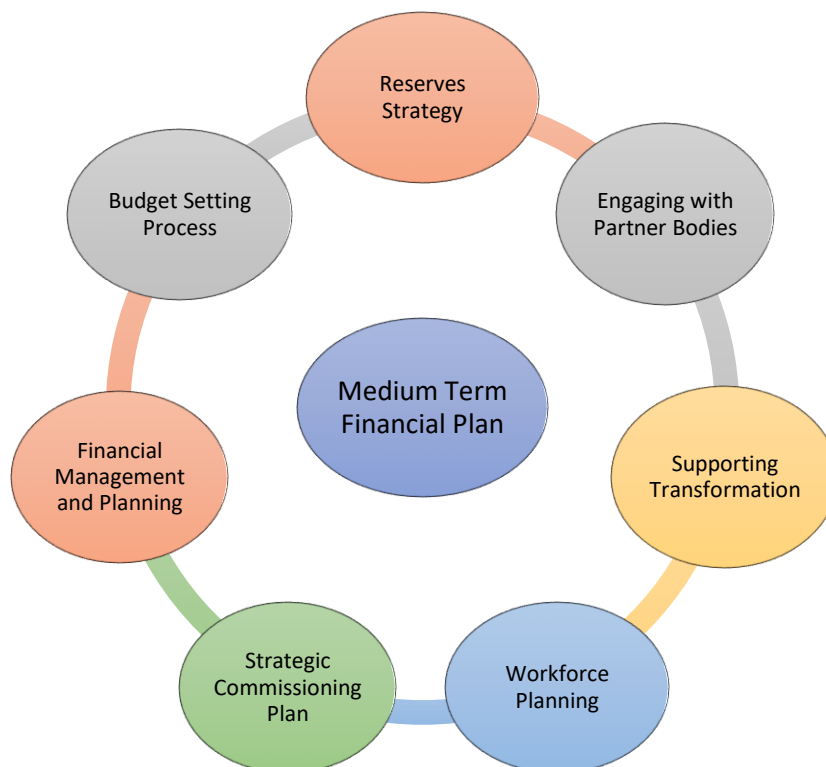 Reserves
Strategy
Engaging with
Partner Bodies
Supporting
Transformation
Workforce
Planning
Strategic
Commissioning
Plan
Financial
Management
and Planning
Budget Setting
Process
Medium Term
Financial Plan